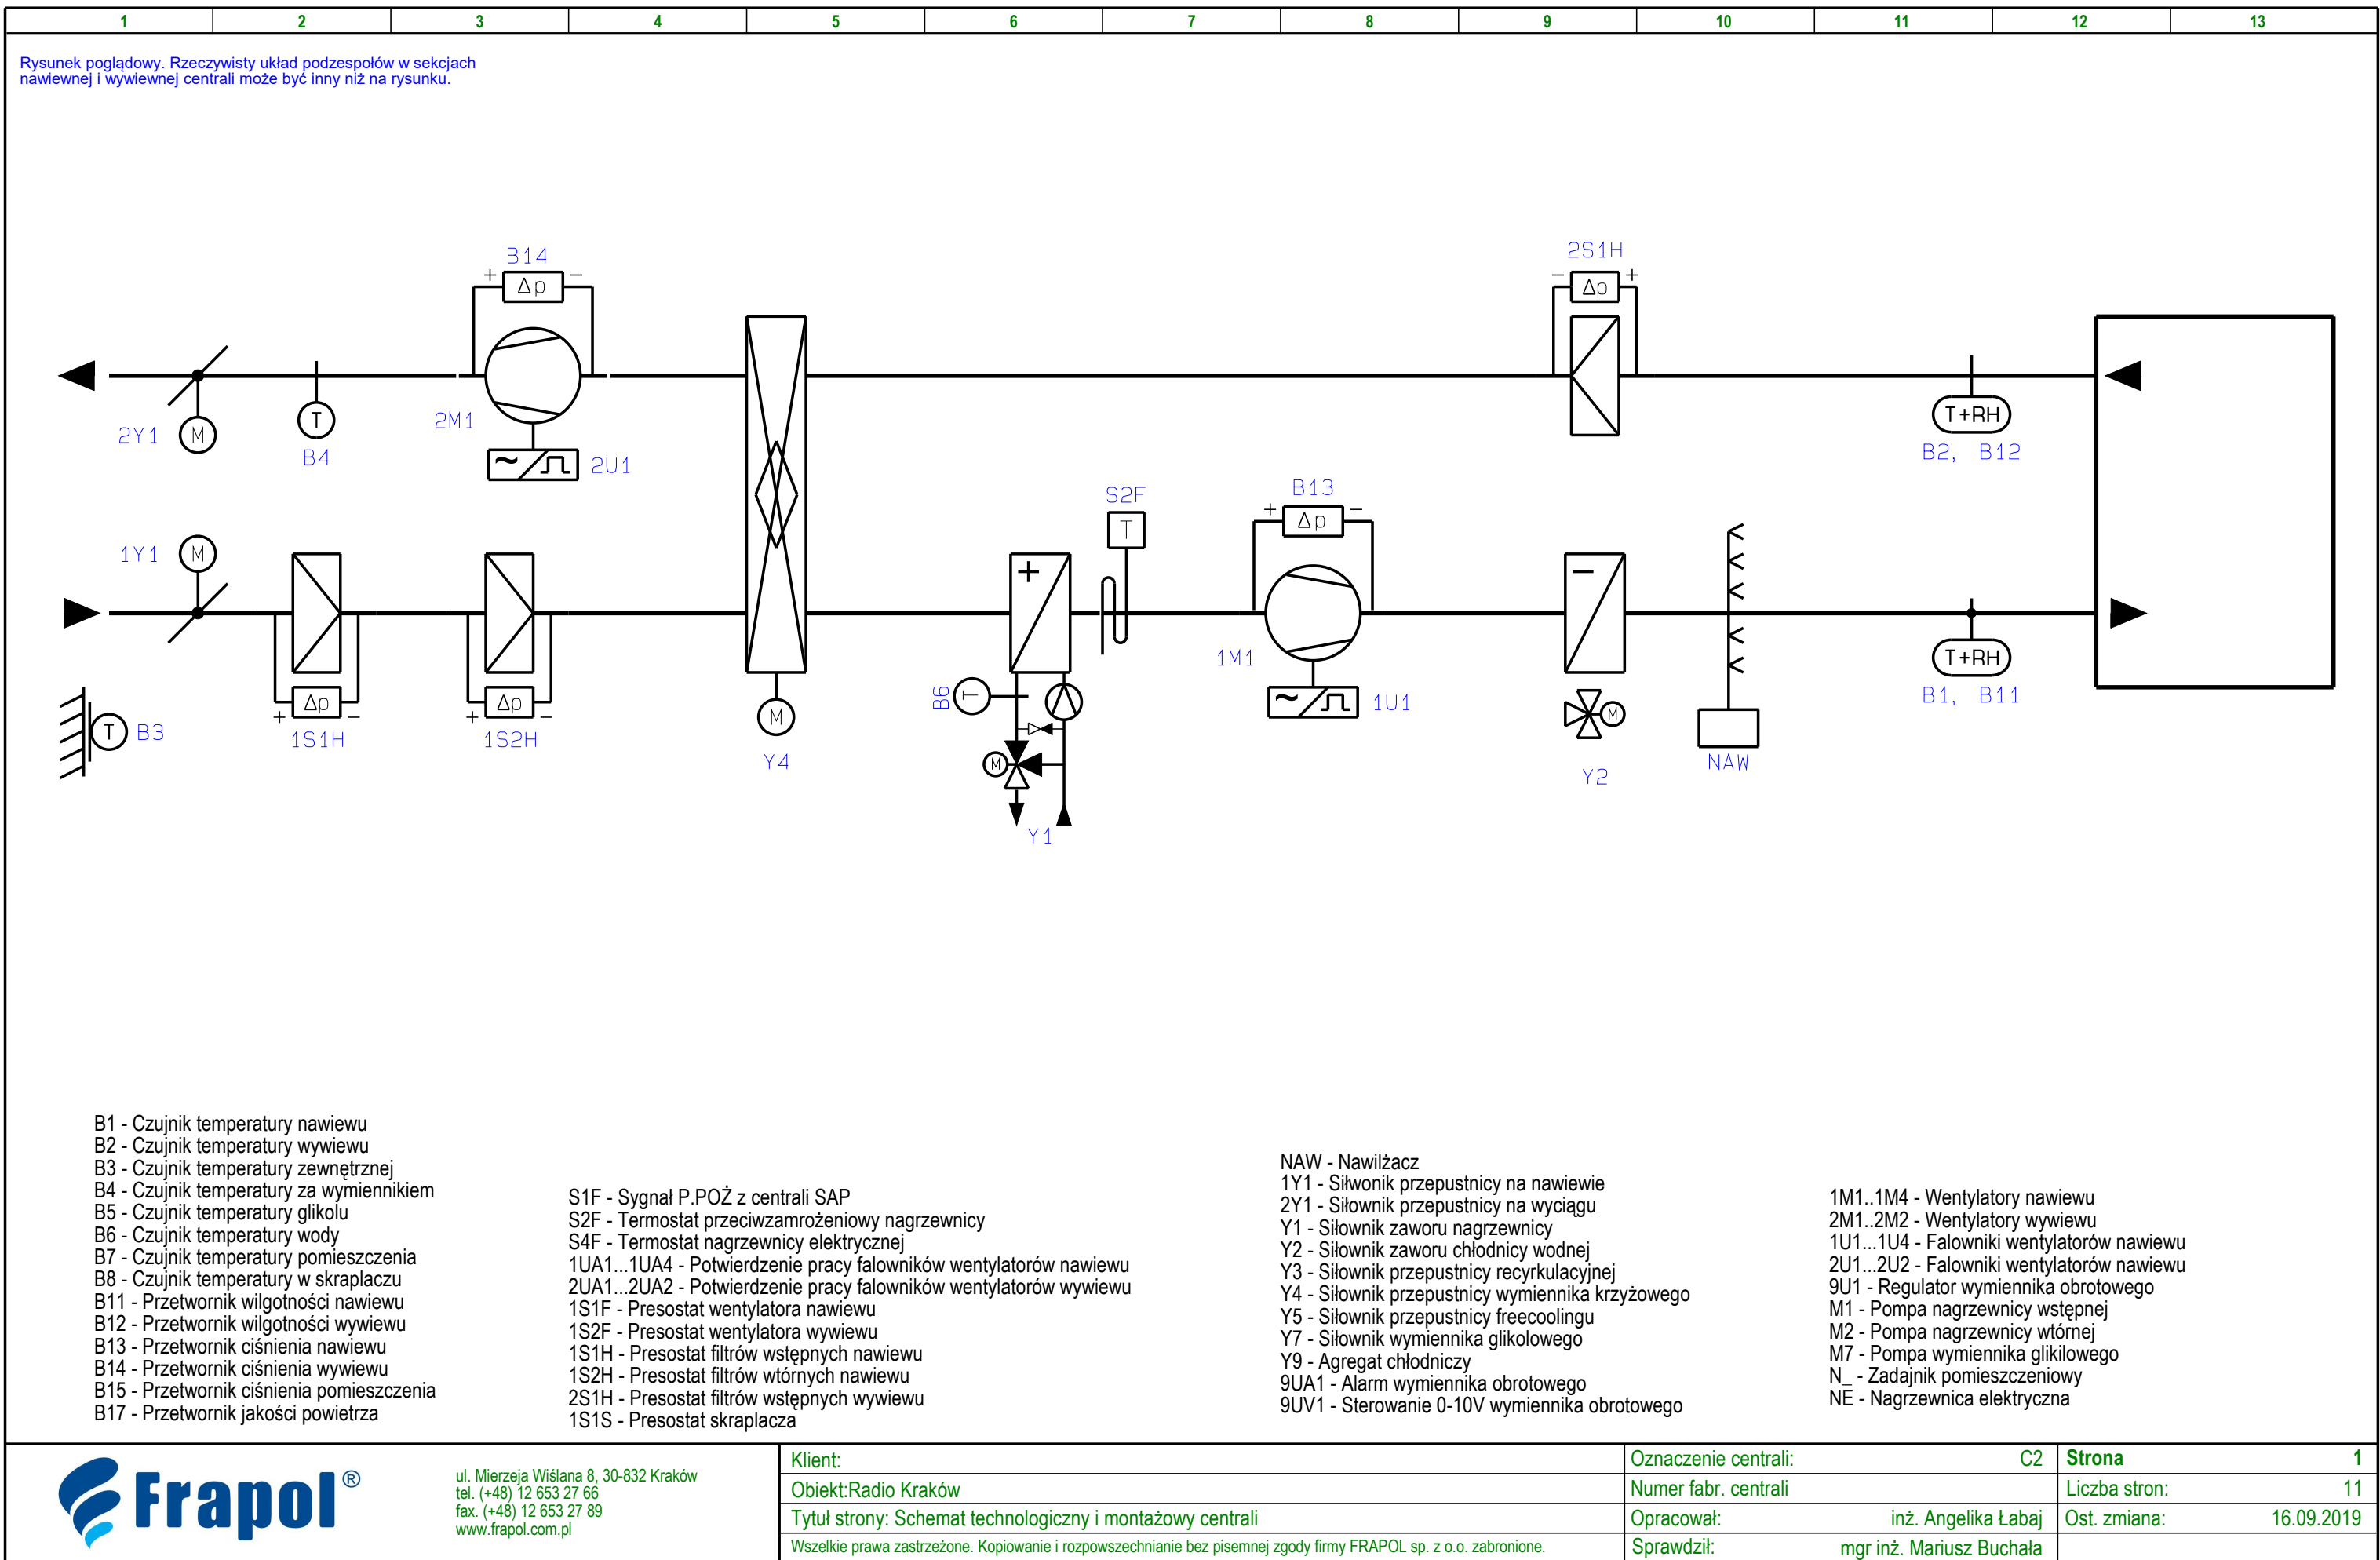 1 2 3 4 5 6 7 8 9 10 11 12 13
Rysunek poglądowy. Rzeczywisty układ podzespołów w sekcjach
nawiewnej i wywiewnej centrali może być inny niż na rysunku.
B14
+ Δp −
2S1H
− Δp +
2Y1 M
T
B4
2M1
2U1
T+RH
B2, B12
1Y1 M
S2F
T
B13
+ Δp −
+
−
1M1
1U1
T+RH
B1, B11
T B3
+ Δp −
1S1H
+ Δp −
1S2H
M
Y4
B6 T
M
Y1
M
Y2
NAW
B1 - Czujnik temperatury nawiewu
B2 - Czujnik temperatury wywiewu
B3 - Czujnik temperatury zewnętrznej
B4 - Czujnik temperatury za wymiennikiem
B5 - Czujnik temperatury glikolu
B6 - Czujnik temperatury wody
B7 - Czujnik temperatury pomieszczenia
B8 - Czujnik temperatury w skraplaczu
B11 - Przetwornik wilgotności nawiewu
B12 - Przetwornik wilgotności wywiewu
B13 - Przetwornik ciśnienia nawiewu
B14 - Przetwornik ciśnienia wywiewu
B15 - Przetwornik ciśnienia pomieszczenia
B17 - Przetwornik jakości powietrza
S1F - Sygnał P.POŻ z centrali SAP
S2F - Termostat przeciwzamrożeniowy nagrzewnicy
S4F - Termostat nagrzewnicy elektrycznej
1UA1...1UA4 - Potwierdzenie pracy falowników wentylatorów nawiewu
2UA1...2UA2 - Potwierdzenie pracy falowników wentylatorów wywiewu
1S1F - Presostat wentylatora nawiewu
1S2F - Presostat wentylatora wywiewu
1S1H - Presostat filtrów wstępnych nawiewu
1S2H - Presostat filtrów wtórnych nawiewu
2S1H - Presostat filtrów wstępnych wywiewu
1S1S - Presostat skraplacza
NAW - Nawilżacz
1Y1 - Siłwonik przepustnicy na nawiewie
2Y1 - Siłownik przepustnicy na wyciągu
Y1 - Siłownik zaworu nagrzewnicy
Y2 - Siłownik zaworu chłodnicy wodnej
Y3 - Siłownik przepustnicy recyrkulacyjnej
Y4 - Siłownik przepustnicy wymiennika krzyżowego
Y5 - Siłownik przepustnicy freecoolingu
Y7 - Siłownik wymiennika glikolowego
Y9 - Agregat chłodniczy
9UA1 - Alarm wymiennika obrotowego
9UV1 - Sterowanie 0-10V wymiennika obrotowego
1M1..1M4 - Wentylatory nawiewu
2M1..2M2 - Wentylatory wywiewu
1U1...1U4 - Falowniki wentylatorów nawiewu
2U1...2U2 - Falowniki wentylatorów nawiewu
9U1 - Regulator wymiennika obrotowego
M1 - Pompa nagrzewnicy wstępnej
M2 - Pompa nagrzewnicy wtórnej
M7 - Pompa wymiennika glikilowego
N_ - Zadajnik pomieszczeniowy
NE - Nagrzewnica elektryczna
Frapol®
ul. Mierzeja Wiślana 8, 30-832 Kraków
tel. (+48) 12 653 27 66
fax. (+48) 12 653 27 89
www.frapol.com.pl
Klient:
Obiekt:Radio Kraków
Tytuł strony: Schemat technologiczny i montażowy centrali
Wszelkie prawa zastrzeżone. Kopiowanie i rozpowszechnianie bez pisemnej zgody firmy FRAPOL sp. z o.o. zabronione.
Oznaczenie centrali: C2
Numer fabr. centrali
Opracował: inż. Angelika Łabaj
Sprawdził: mgr inż. Mariusz Buchała
Strona 1
Liczba stron: 11
Ost. zmiana: 16.09.2019